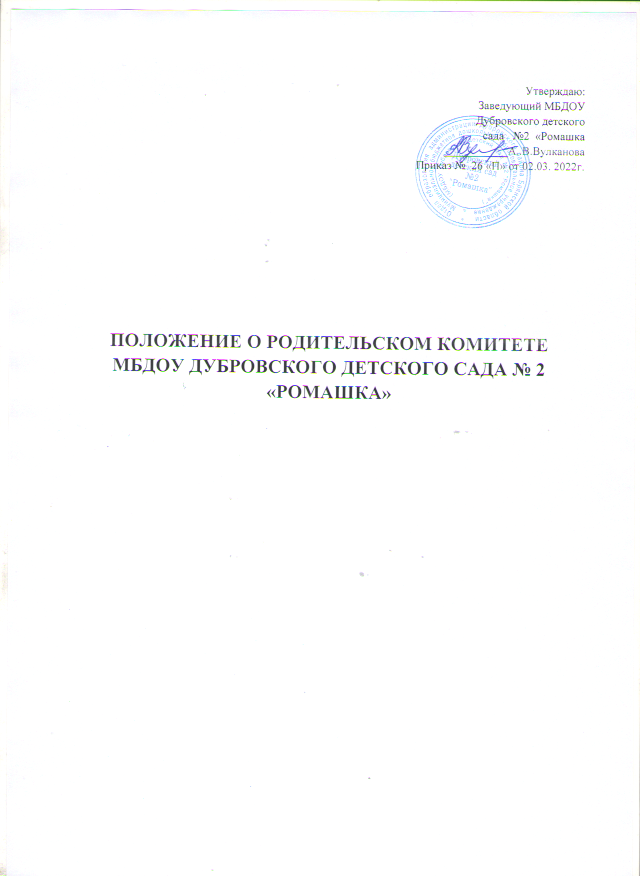 Утверждаю:
Заведующий МБДОУ
Дубровского детского
сада №2 «Ромашка
А..В.Вулканова
Приказ № 26 «П» от 02.03. 2022г.
"Ромашка"
ПОЛОЖЕНИЕ О РОДИТЕЛЬСКОМ КОМИТЕТЕ
МБДОУ ДУБРОВСКОГО ДЕТСКОГО САДА № 2
«РОМАШКА»